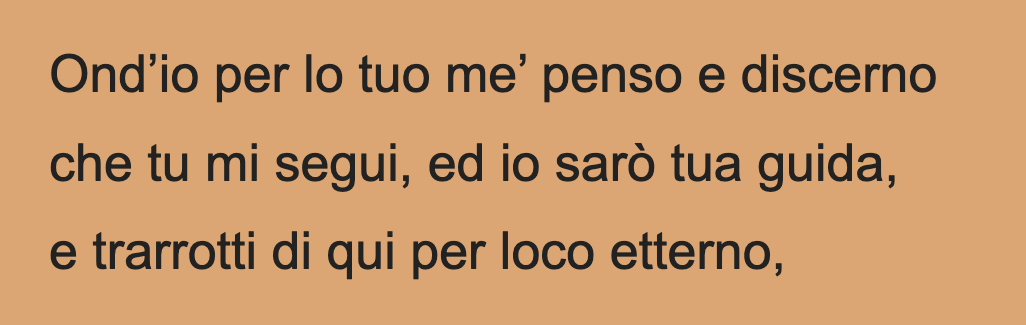 Ond’io per lo tuo me’ penso e discerno
che tu mi segui, ed io sarò tua guida,
e trarrotti di qui per loco etterno,